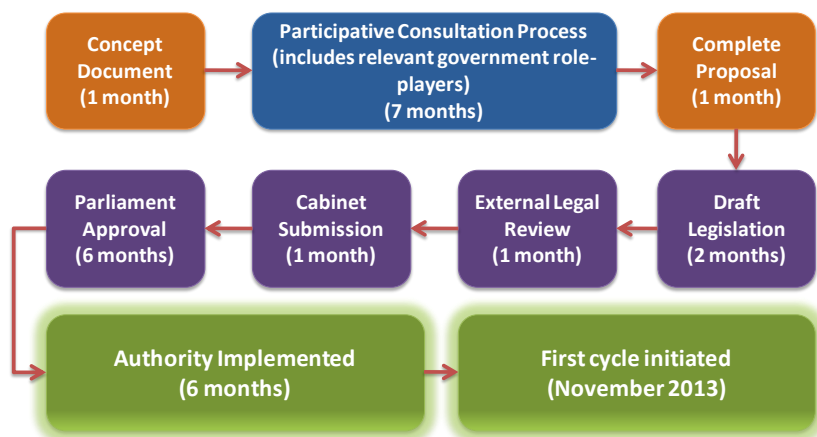 Concept
Document
(1 month)
Participative Consultation Process
(includes relevant government role-
players)
(7 months)
Complete
Proposal
(1 month)
Parliament
Approval
(6 months)
Cabinet
Submission
(1 month)
External Legal
Review
(1 month)
Draft
Legislation
(2 months)
Authority Implemented
(6 months)
First cycle initiated
(November 2013)